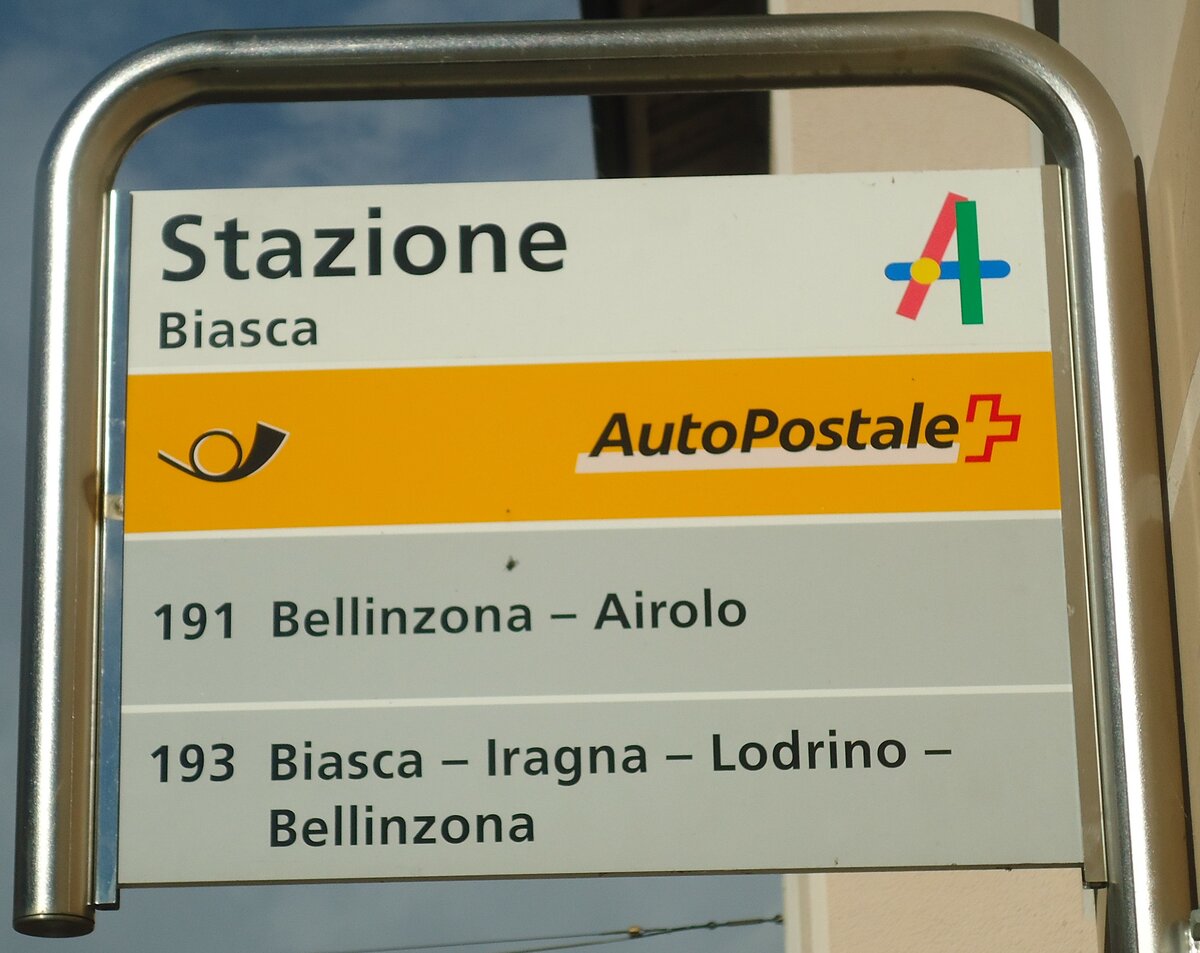 Stazione
Biasca
AutoPostale
191 Bellinzona – Airolo
193 Biasca – Iragna – Lodrino –
Bellinzona